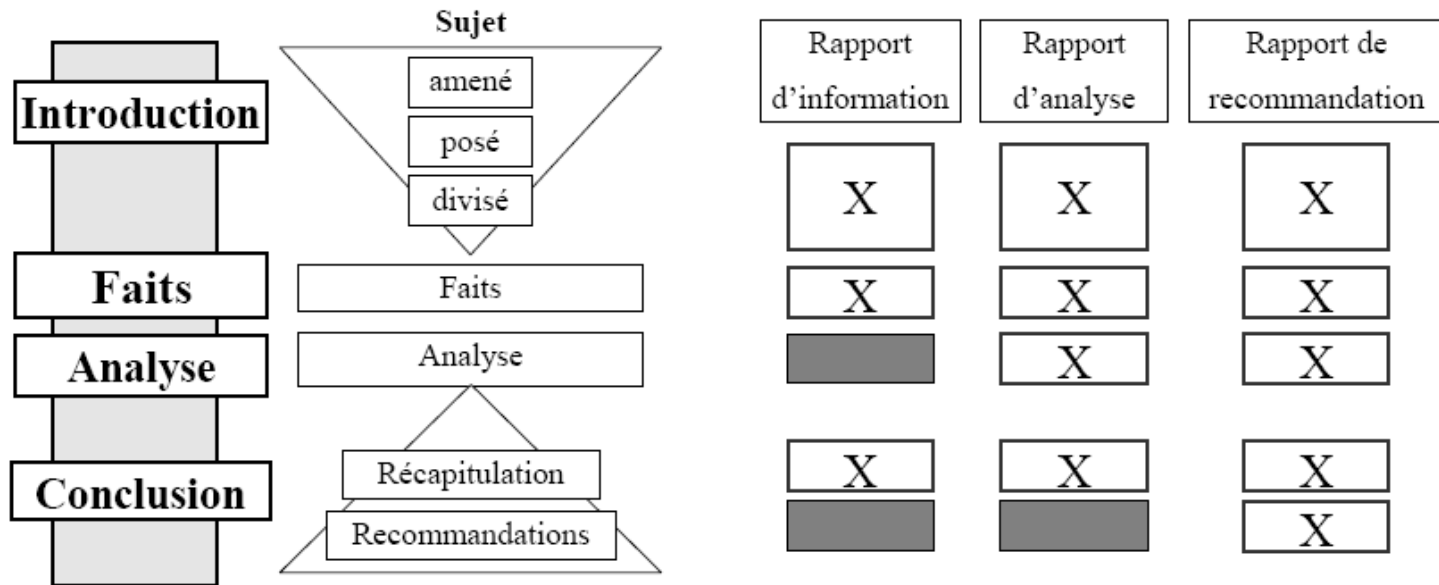 Sujet
Rapport
d'information
Rapport
d'analyse
Rapport de
recommandation
Introduction
amené
posé
divisé
X X X
Faits
Faits
X X X
Analyse
Analyse
X X
Conclusion
Récapitulation
X X X
Recommandations
X